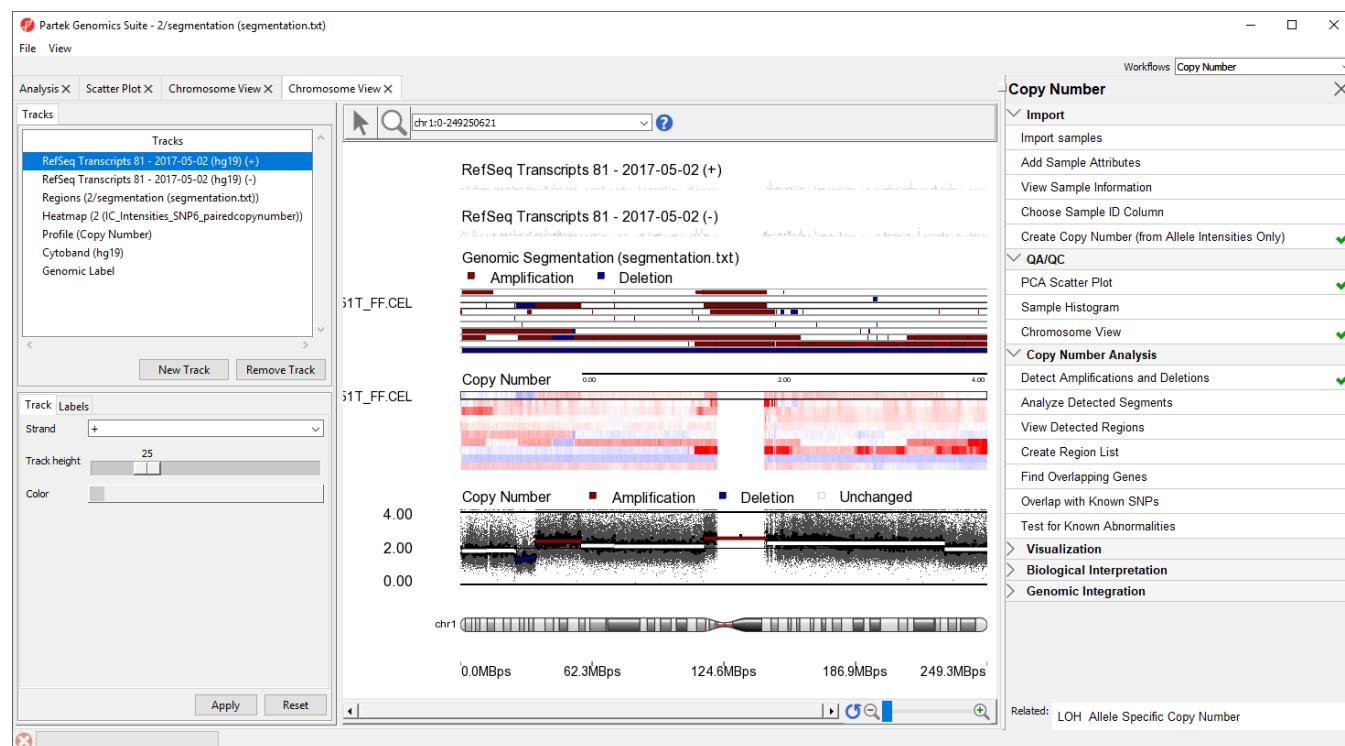 Partek Genomics Suite - 2/segmentation (segmentation.txt)
File View
Workflows Copy Number
Analysis Scatter Plot Chromosome View Chromosome View
Tracks
Tracks
RefSeq Transcripts 81 - 2017-05-02 (hg19) (+)
RefSeq Transcripts 81 - 2017-05-02 (hg19) (-)
Regions (2/segmentation (segmentation.txt))
Heatmap (2 (IC_Intensities_SNP6_pairedcopynumber))
Profile (Copy Number)
Cytoband (hg19)
Genomic Label
New Track Remove Track
Track Labels
Strand +
Track height 25
Color
Apply Reset
chr1:0-249250621
RefSeq Transcripts 81 - 2017-05-02 (+)
RefSeq Transcripts 81 - 2017-05-02 (-)
Genomic Segmentation (segmentation.txt)
Amplification Deletion
51T_FF.CEL
Copy Number 0.00 2.00 4.00
51T_FF.CEL
Copy Number Amplification Deletion Unchanged
4.00
2.00
0.00
chr1
0.0MBps 62.3MBps 124.6MBps 186.9MBps 249.3MBps
Copy Number
Import
Import samples
Add Sample Attributes
View Sample Information
Choose Sample ID Column
Create Copy Number (from Allele Intensities Only)
QA/QC
PCA Scatter Plot
Sample Histogram
Chromosome View
Copy Number Analysis
Detect Amplifications and Deletions
Analyze Detected Segments
View Detected Regions
Create Region List
Find Overlapping Genes
Overlap with Known SNPs
Test for Known Abnormalities
Visualization
Biological Interpretation
Genomic Integration
Related: LOH Allele Specific Copy Number